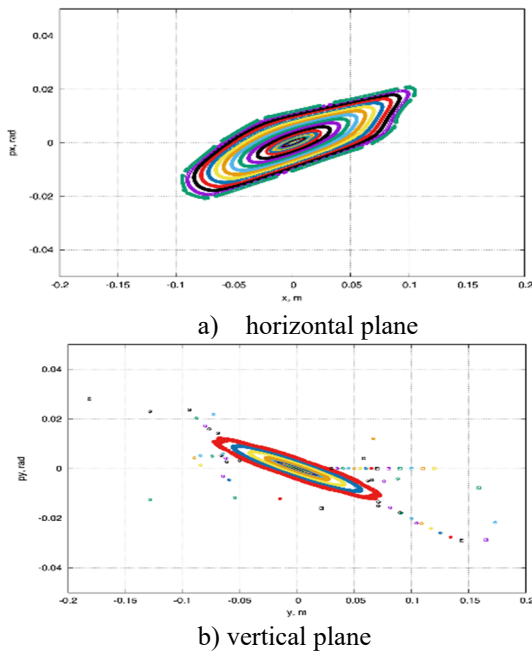 0.04
0.02
0
-0.02
-0.04
px, rad
-0.2 -0.15 -0.1 -0.05 0 0.05 0.1 0.15 0.2
x, m
a) horizontal plane
0.04
0.02
0
-0.02
-0.04
py, rad
-0.2 -0.15 -0.1 -0.05 0 0.05 0.1 0.15 0.2
y, m
b) vertical plane